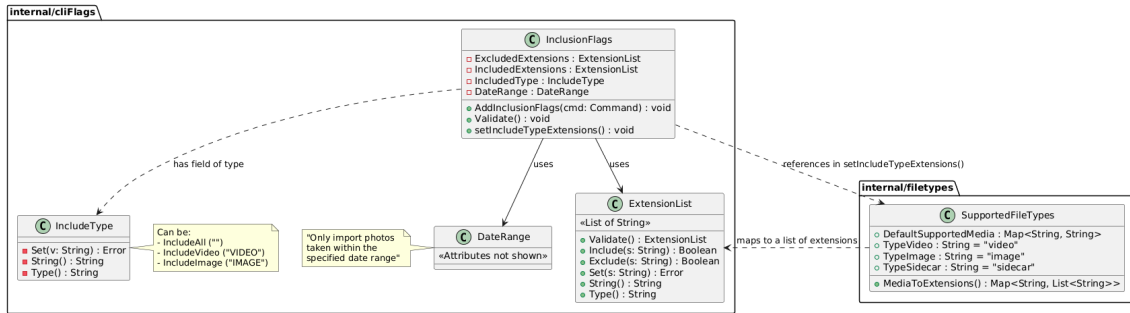 internal/cliFlags
C InclusionFlags
ExcludedExtensions : ExtensionList
IncludedExtensions : ExtensionList
IncludedType : IncludeType
DateRange : DateRange
AddInclusionFlags(cmd: Command) : void
Validate() : void
setIncludeTypeExtensions() : void
has field of type
uses
uses
references in setIncludeTypeExtensions()
C IncludeType
Set(v: String) : Error
String() : String
Type() : String
Can be:
- IncludeAll ("")
- IncludeVideo ("VIDEO")
- IncludeImage ("IMAGE")
"Only import photos
taken within the
specified date range"
C DateRange
«Attributes not shown»
C ExtensionList
«List of String»
Validate() : ExtensionList
Include(s: String) : Boolean
Exclude(s: String) : Boolean
Set(s: String) : Error
String() : String
Type() : String
maps to a list of extensions
internal/filetypes
C SupportedFileTypes
DefaultSupportedMedia : Map<String, String>
TypeVideo : String = "video"
TypeImage : String = "image"
TypeSidecar : String = "sidecar"
MediaToExtensions() : Map<String, List<String>>